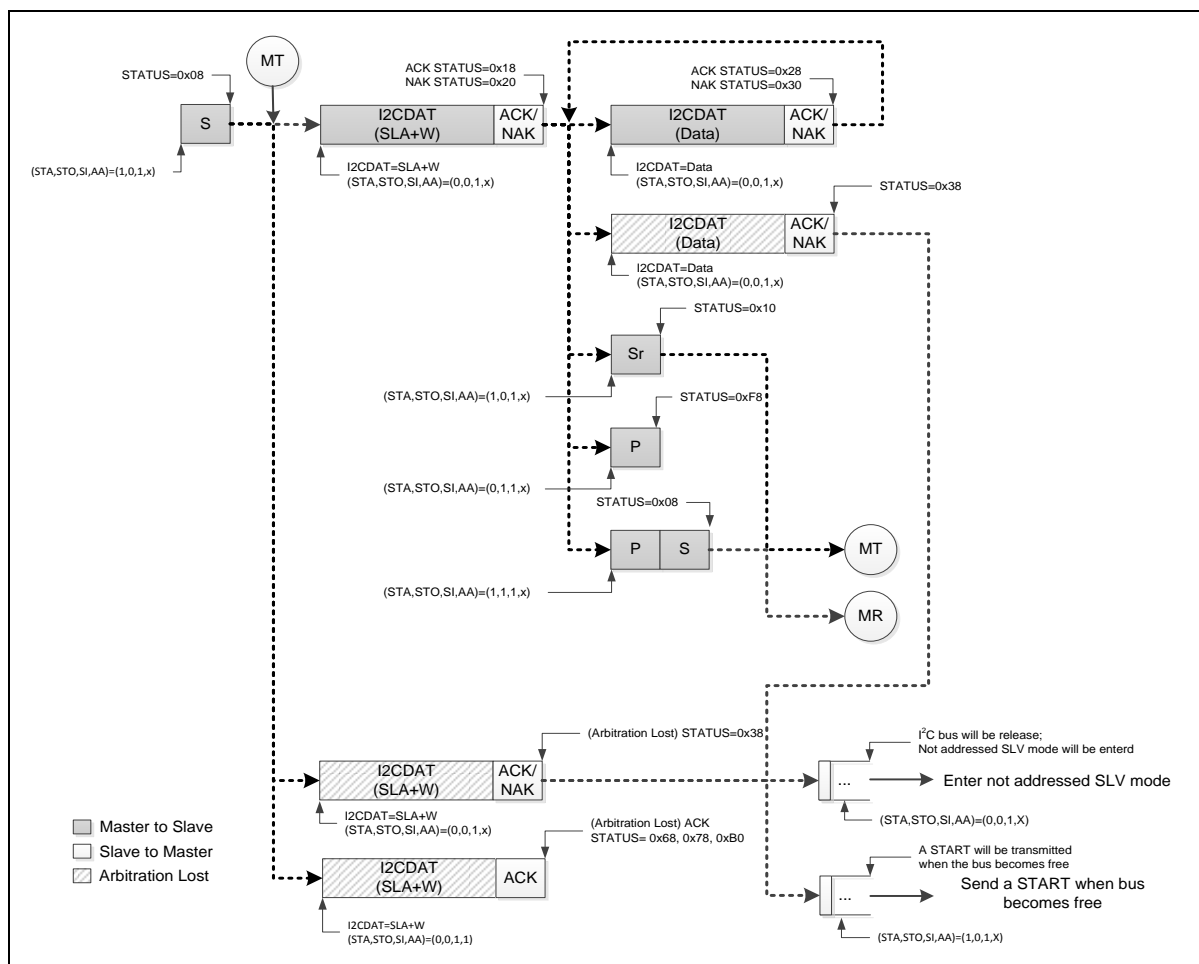 MT
STATUS=0x08
S
(STA,STO,SI,AA)=(1,0,1,x)
ACK STATUS=0x18
NAK STATUS=0x20
I2CDAT
(SLA+W)
ACK/
NAK
I2CDAT=SLA+W
(STA,STO,SI,AA)=(0,0,1,x)
ACK STATUS=0x28
NAK STATUS=0x30
I2CDAT
(Data)
ACK/
NAK
I2CDAT=Data
(STA,STO,SI,AA)=(0,0,1,x)
STATUS=0x38
I2CDAT
(Data)
ACK/
NAK
I2CDAT=Data
(STA,STO,SI,AA)=(0,0,1,x)
STATUS=0x10
Sr
(STA,STO,SI,AA)=(1,0,1,x)
STATUS=0xF8
P
(STA,STO,SI,AA)=(0,1,1,x)
STATUS=0x08
P S
MT
(STA,STO,SI,AA)=(1,1,1,x)
MR
(Arbitration Lost) STATUS=0x38
I2CDAT
(SLA+W)
ACK/
NAK
I2CDAT=SLA+W
(STA,STO,SI,AA)=(0,0,1,x)
I²C bus will be release;
Not addressed SLV mode will be enterd
... Enter not addressed SLV mode
(STA,STO,SI,AA)=(0,0,1,X)
(Arbitration Lost) ACK
STATUS= 0x68, 0x78, 0xB0
I2CDAT
(SLA+W)
ACK
I2CDAT=SLA+W
(STA,STO,SI,AA)=(0,0,1,1)
A START will be transmitted
when the bus becomes free
... Send a START when bus
becomes free
(STA,STO,SI,AA)=(1,0,1,X)
Master to Slave
Slave to Master
Arbitration Lost